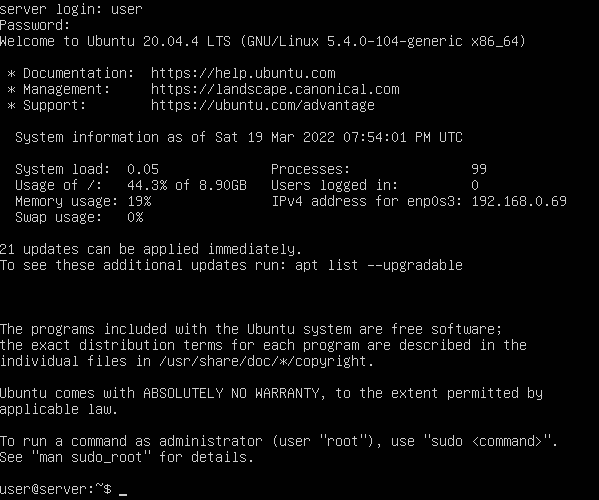 server login: user
Password:
Welcome to Ubuntu 20.04.4 LTS (GNU/Linux 5.4.0-104-generic x86_64)
* Documentation: https://help.ubuntu.com
* Management: https://landscape.canonical.com
* Support: https://ubuntu.com/advantage
System information as of Sat 19 Mar 2022 07:54:01 PM UTC
System load: 0.05 Processes: 99
Usage of /: 44.3% of 8.90GB Users logged in: 0
Memory usage: 19% IPv4 address for enp0s3: 192.168.0.69
Swap usage: 0%
21 updates can be applied immediately.
To see these additional updates run: apt list --upgradable
The programs included with the Ubuntu system are free software;
the exact distribution terms for each program are described in the
individual files in /usr/share/doc/*/copyright.
Ubuntu comes with ABSOLUTELY NO WARRANTY, to the extent permitted by
applicable law.
To run a command as administrator (user "root"), use "sudo <command>".
See "man sudo_root" for details.
user@server:~$ _